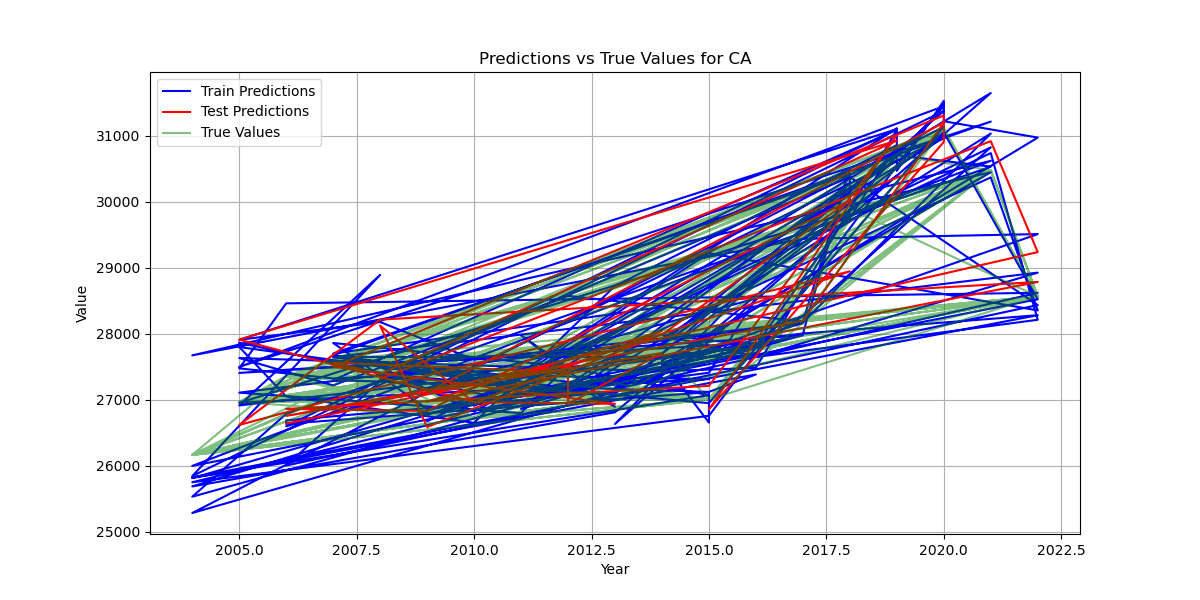 Predictions vs True Values for CA
Train Predictions
Test Predictions
True Values
31000
30000
29000
28000
27000
26000
25000
Value
2005.0 2007.5 2010.0 2012.5 2015.0 2017.5 2020.0 2022.5
Year